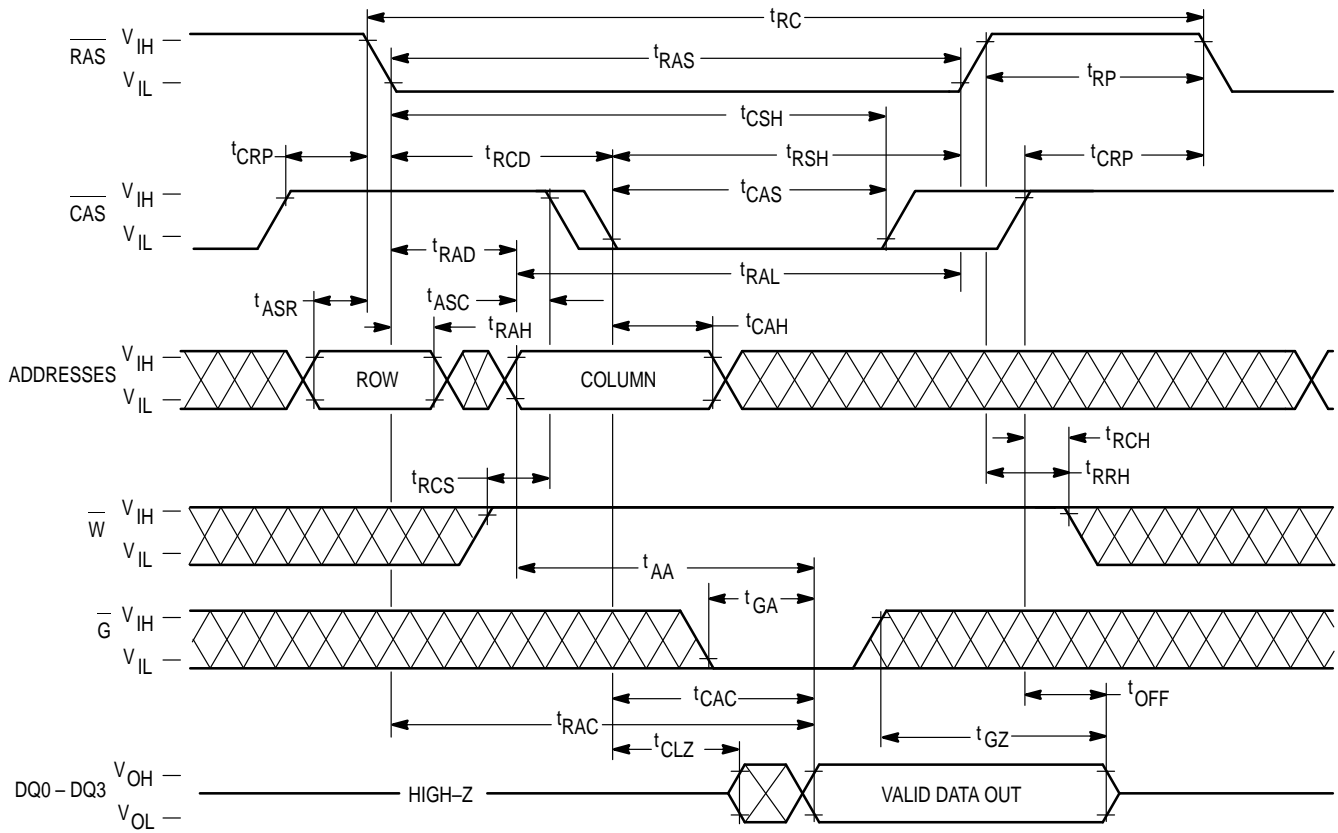 tRC
RAS VIH
VIL
tRAS
tRP
tCSH
tCRP
tRCD
tRSH
tCRP
CAS VIH
VIL
tCAS
tRAD
tRAL
tASR
tASC
tRAH
tCAH
ADDRESSES VIH
VIL
ROW
COLUMN
tRCH
tRCS
tRRH
W VIH
VIL
tAA
tGA
G VIH
VIL
tCAC
tOFF
tRAC
tCLZ
tGZ
DQ0 – DQ3 VOH
VOL
HIGH–Z
VALID DATA OUT